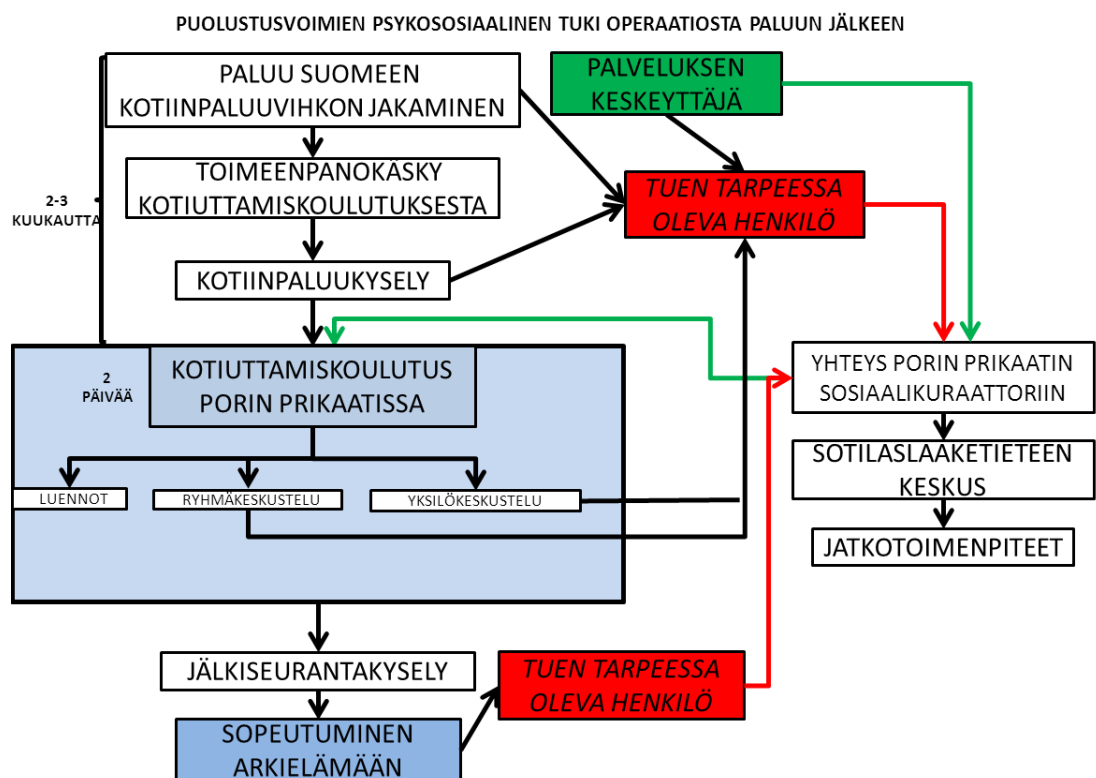 PUOLUSTUSVOIMIEN PSYKOSOSIAALINEN TUKI OPERAATIOSTA PALUUN JÄLKEEN
PALUU SUOMEEN
KOTIINPALUUVIHKON JAKAMINEN
PALVELUKSEN
KESKEYTTÄJÄ
TOIMEENPANOKÄSKY
KOTIUTTAMISKOULUTUKSESTA
TUEN TARPEESSA
OLEVA HENKILÖ
2-3
KUUKAUTTA
KOTIINPALUUKYSELY
2
PÄIVÄÄ
KOTIUTTAMISKOULUTUS
PORIN PRIKAATISSA
YHTEYS PORIN PRIKAATIN
SOSIAALIKURAATTORIIN
SOTILASLÄÄKETIETEEN
KESKUS
LUENNOT
RYHMÄKESKUSTELU
YKSILÖKESKUSTELU
JATKOTOIMENPITEET
JÄLKISEURANTAKYSELY
TUEN TARPEESSA
OLEVA HENKILÖ
SOPEUTUMINEN
ARKIELÄMÄÄN